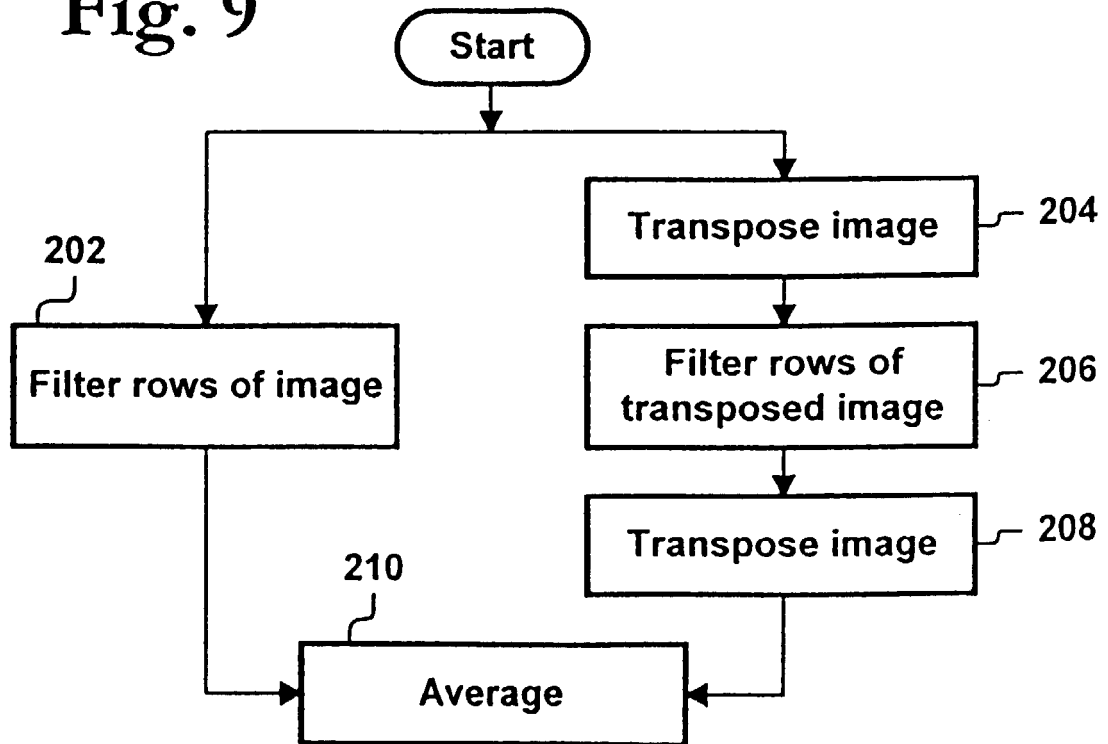 Fig. 9
Start
Transpose image
204
202
Filter rows of image
Filter rows of
transposed image
206
Transpose image
208
210
Average